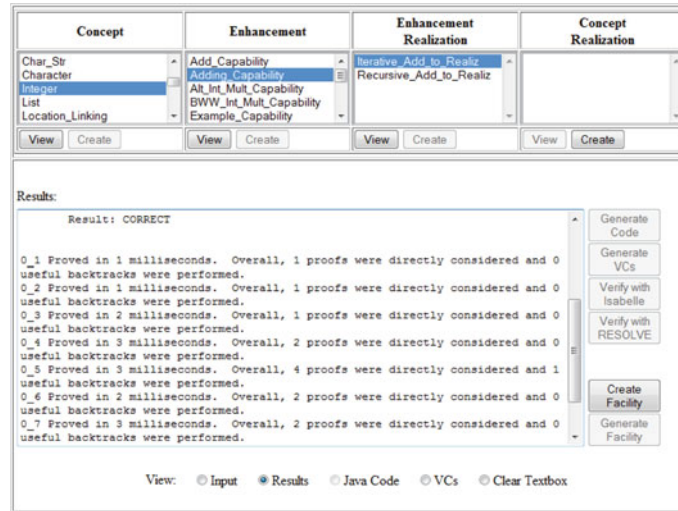 Concept Enhancement Enhancement Realization Concept Realization
Char_Str
Character
Integer
List
Location_Linking
Add_Capability
Adding_Capability
Alt_Int_Mult_Capability
BWW_Int_Mult_Capability
Example_Capability
Iterative_Add_to_Realiz
Recursive_Add_to_Realiz
View Create View Create View Create View Create
Results:
Result: CORRECT
0_1 Proved in 1 milliseconds. Overall, 1 proofs were directly considered and 0
useful backtracks were performed.
0_2 Proved in 1 milliseconds. Overall, 1 proofs were directly considered and 0
useful backtracks were performed.
0_3 Proved in 2 milliseconds. Overall, 1 proofs were directly considered and 0
useful backtracks were performed.
0_4 Proved in 3 milliseconds. Overall, 2 proofs were directly considered and 0
useful backtracks were performed.
0_5 Proved in 3 milliseconds. Overall, 4 proofs were directly considered and 1
useful backtracks were performed.
0_6 Proved in 2 milliseconds. Overall, 2 proofs were directly considered and 0
useful backtracks were performed.
0_7 Proved in 3 milliseconds. Overall, 2 proofs were directly considered and 0
useful backtracks were performed.
Generate
Code
Generate
VCs
Verify with
Isabelle
Verify with
RESOLVE
Create
Facility
Generate
Facility
View: Input Results Java Code VCs Clear Textbox